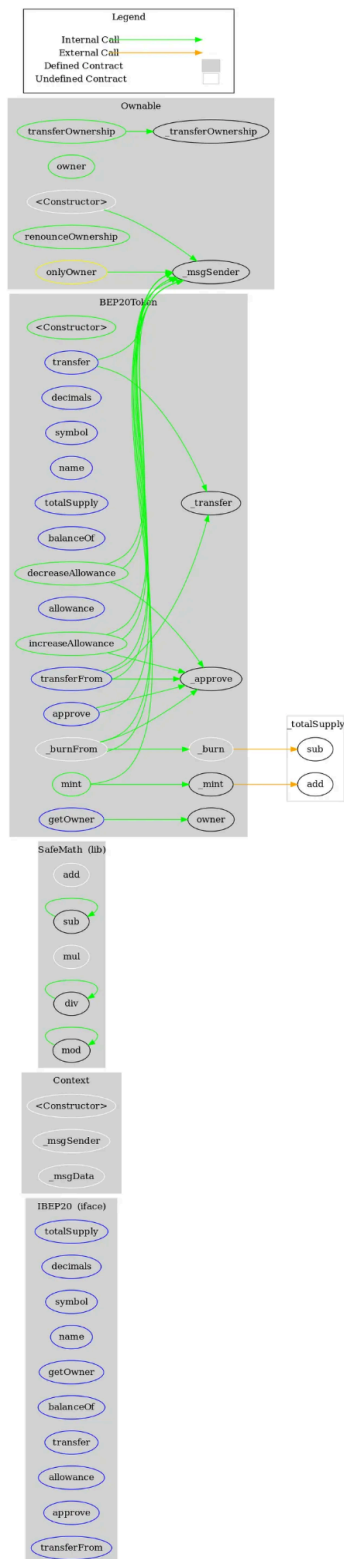 Legend
Internal Call
External Call
Defined Contract
Undefined Contract
Ownable
transferOwnership
_transferOwnership
owner
<Constructor>
renounceOwnership
onlyOwner
_msgSender
BEP20Token
<Constructor>
transfer
decimals
symbol
name
totalSupply
_transfer
balanceOf
decreaseAllowance
allowance
increaseAllowance
transferFrom
_approve
approve
_burnFrom
_burn
mint
_mint
getOwner
owner
_totalSupply
sub
add
SafeMath (lib)
add
sub
mul
div
mod
Context
<Constructor>
_msgSender
_msgData
IBEP20 (iface)
totalSupply
decimals
symbol
name
getOwner
balanceOf
transfer
allowance
approve
transferFrom